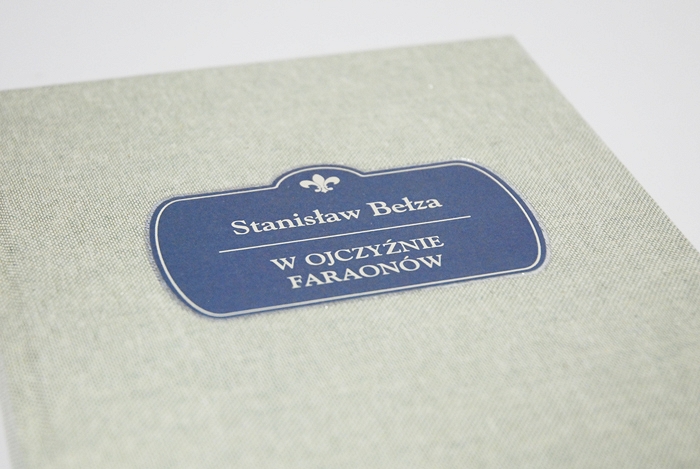 Stanisław Bełza
W OJCZYŹNIE
FARAONÓW